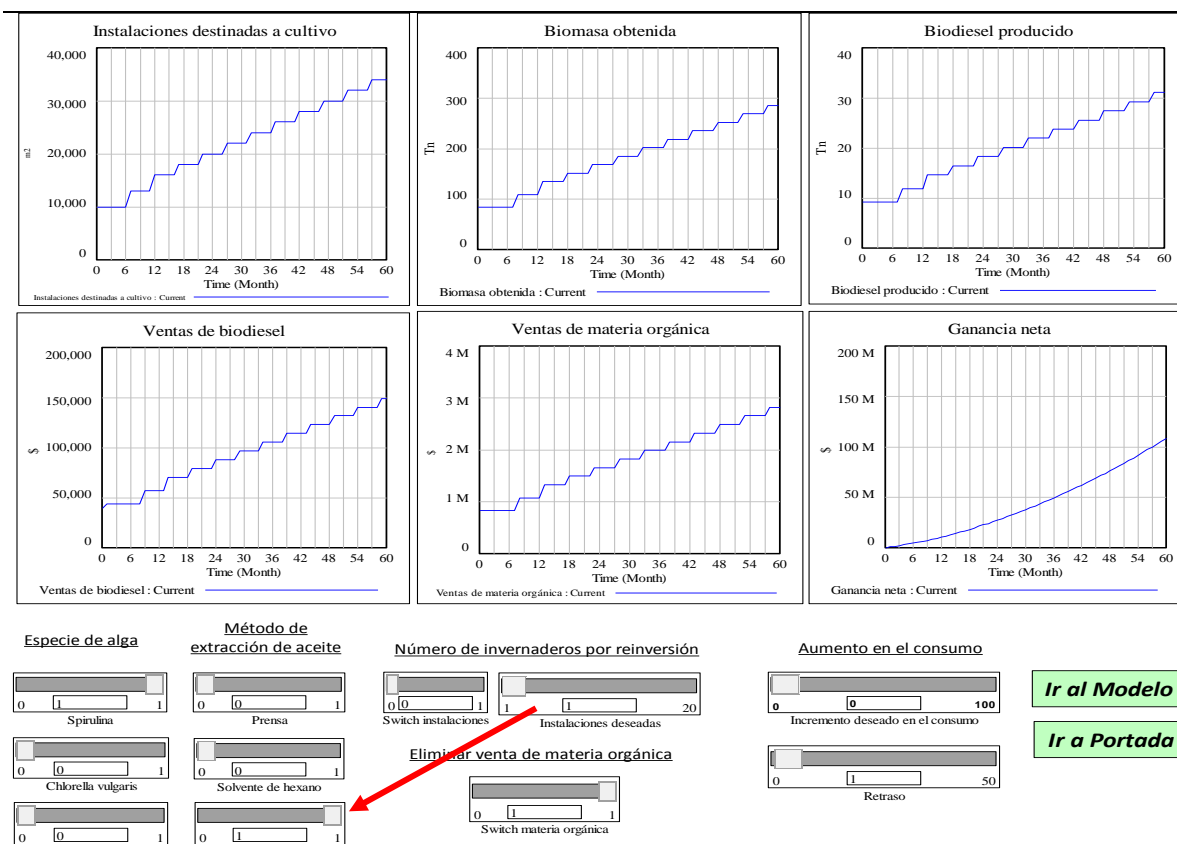 Instalaciones destinadas a cultivo
40,000
30,000
20,000
10,000
0
m2
0 6 12 18 24 30 36 42 48 54 60
Time (Month)
Instalaciones destinadas a cultivo : Current
Biomasa obtenida
400
300
200
100
0
Tn
0 6 12 18 24 30 36 42 48 54 60
Time (Month)
Biomasa obtenida : Current
Biodiesel producido
40
30
20
10
0
Tn
0 6 12 18 24 30 36 42 48 54 60
Time (Month)
Biodiesel producido : Current
Ventas de biodiesel
200,000
150,000
100,000
50,000
0
$
0 6 12 18 24 30 36 42 48 54 60
Time (Month)
Ventas de biodiesel : Current
Ventas de materia orgánica
4 M
3 M
2 M
1 M
0
$
0 6 12 18 24 30 36 42 48 54 60
Time (Month)
Ventas de materia orgánica : Current
Ganancia neta
200 M
150 M
100 M
50 M
0
$
0 6 12 18 24 30 36 42 48 54 60
Time (Month)
Ganancia neta : Current
Especie de alga
0 1 1
Spirulina
0 0 1
Chlorella vulgaris
0 0 1
Método de
extracción de aceite
0 0 1
Prensa
0 0 1
Solvente de hexano
0 1 1
Número de invernaderos por reinversión
0 0 1
Switch instalaciones
1 1 20
Instalaciones deseadas
Eliminar venta de materia orgánica
0 1 1
Switch materia orgánica
Aumento en el consumo
0 0 100
Incremento deseado en el consumo
0 1 50
Retraso
Ir al Modelo
Ir a Portada